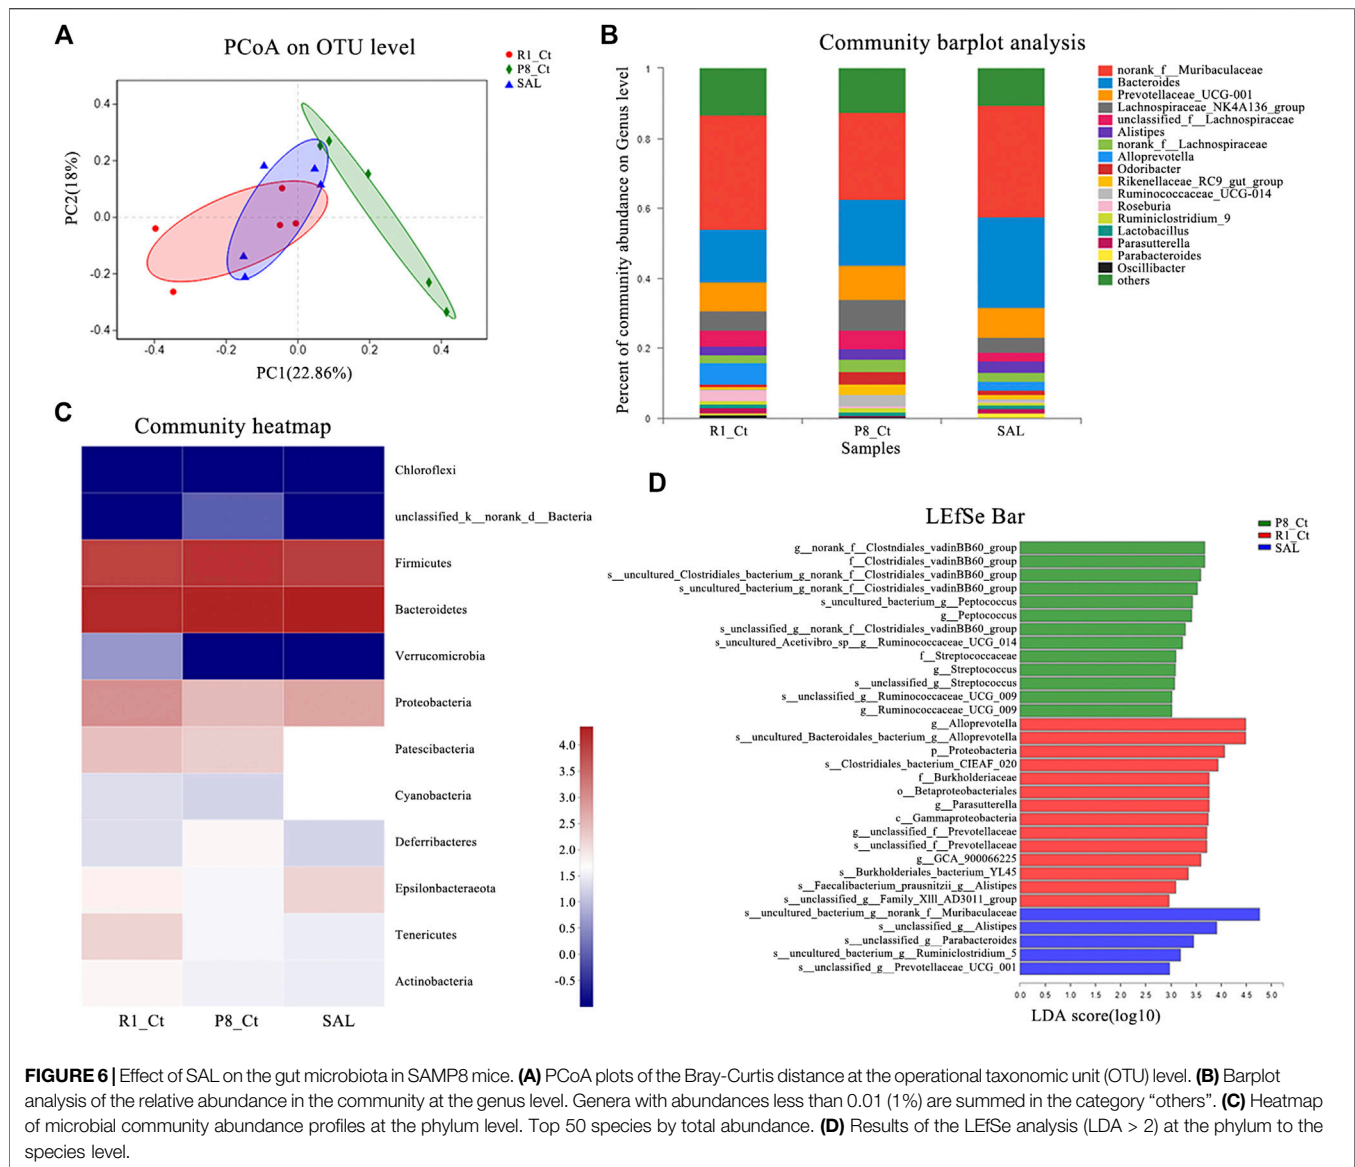 A
PCoA on OTU level
R1_Ct
P8_Ct
SAL
PC2(18%)
0.4
0.2
0.0
-0.2
-0.4
-0.4
-0.2
0.0
0.2
0.4
PC1(22.86%)
B
Community barplot analysis
Percent of community abundance on Genus level
1
0.8
0.6
0.4
0.2
0
R1_Ct
P8_Ct
SAL
Samples
norank_f__Muribaculaceae
Bacteroides
Prevotellaceae_UCG-001
Lachnospiraceae_NK4A136_group
unclassified_f__Lachnospiraceae
Alistipes
norank_f__Lachnospiraceae
Alloprevotella
Odoribacter
Rikenellaceae_RC9_gut_group
Ruminococcaceae_UCG-014
Roseburia
Ruminiclostridium_9
Lactobacillus
Parasutterella
Parabacteroides
Oscillibacter
others
C
Community heatmap
Chloroflexi
unclassified_k__norank_d__Bacteria
Firmicutes
Bacteroidetes
Verrucomicrobia
Proteobacteria
Patescibacteria
Cyanobacteria
Deferribacteres
Epsilonbacteraeota
Tenericutes
Actinobacteria
R1_Ct
P8_Ct
SAL
4.0
3.5
3.0
2.5
2.0
1.5
1.0
0.5
0.0
-0.5
D
LEfSe Bar
P8_Ct
R1_Ct
SAL
g__norank_f__Clostndiales_vadinBB60_group
f__Clostridiales_vadinBB60_group
s__uncultured_Clostridiales_bacterium_g_norank_f__Clostridiales_vadinBB60_group
s_uncultured_bacterium_g_norank_f__Clostridiales_vadinBB60_group
s_uncultured_bacterium_g__Peptococcus
g__Peptococcus
s_unclassified_g__norank_f__Clostridiales_vadinBB60_group
s_uncultured_Acetivibro_sp__g__Ruminococcaceae_UCG_014
f__Streptococcaceae
g__Streptococcus
s__unclassified_g__Streptococcus
s__unclassified_g__Ruminococcaceae_UCG_009
g__Ruminococcaceae_UCG_009
g__Alloprevotella
s__uncultured_Bacteroidales_bacterium_g__Alloprevotella
p__Proteobacteria
s__Clostridiales_bacterium_CIEAF_020
f__Burkholderiaceae
o__Betaproteobacteriales
g__Parasutterella
c__Gammaproteobacteria
g__unclassified_f__Prevotellaceae
s__unclassified_f__Prevotellaceae
g__GCA_900066225
s__Burkholderiales_bacterium_YL45
s__Faecalibacterium_prausnitzii_g__Alistipes
s__unclassified_g__Family_XIII_AD3011_group
s__uncultured_bacterium_g__norank_f__Muribaculaceae
s__unclassified_g__Alistipes
s__unclassified_g__Parabacteroides
s__uncultured_bacterium_g__Ruminiclostridium_5
s__unclassified_g__Prevotellaceae_UCG_001
0.0
0.5
1.0
1.5
2.0
2.5
3.0
3.5
4.0
4.5
5.0
LDA score(log10)
FIGURE 6 | Effect of SAL on the gut microbiota in SAMP8 mice. (A) PCoA plots of the Bray-Curtis distance at the operational taxonomic unit (OTU) level. (B) Barplot
analysis of the relative abundance in the community at the genus level. Genera with abundances less than 0.01 (1%) are summed in the category “others”. (C) Heatmap
of microbial community abundance profiles at the phylum level. Top 50 species by total abundance. (D) Results of the LEfSe analysis (LDA > 2) at the phylum to the
species level.